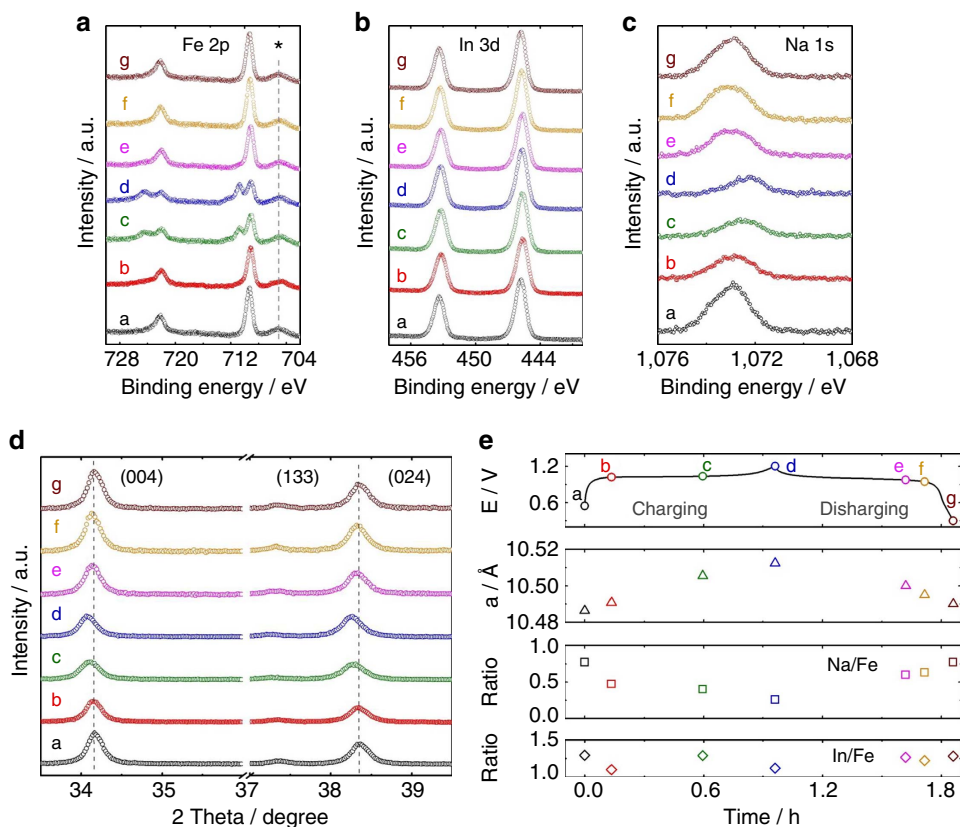 a
Fe 2p
*
Intensity / a.u.
g
f
e
d
c
b
a
728 720 712 704
Binding energy / eV
b
In 3d
Intensity / a.u.
g
f
e
d
c
b
a
456 450 444
Binding energy / eV
c
Na 1s
Intensity / a.u.
g
f
e
d
c
b
a
1,076 1,072 1,068
Binding energy / eV
d
(004) (133) (024)
Intensity / a.u.
g
f
e
d
c
b
a
34 35 36 37 38 39
2 Theta / degree
e
E / V
1.2
0.6
a b c d e f g
Charging Disharging
a / Å
10.52
10.50
10.48
Ratio
1.0
0.5
0.0
Na/Fe
Ratio
1.5
1.0
In/Fe
0.0 0.6 1.2 1.8
Time / h